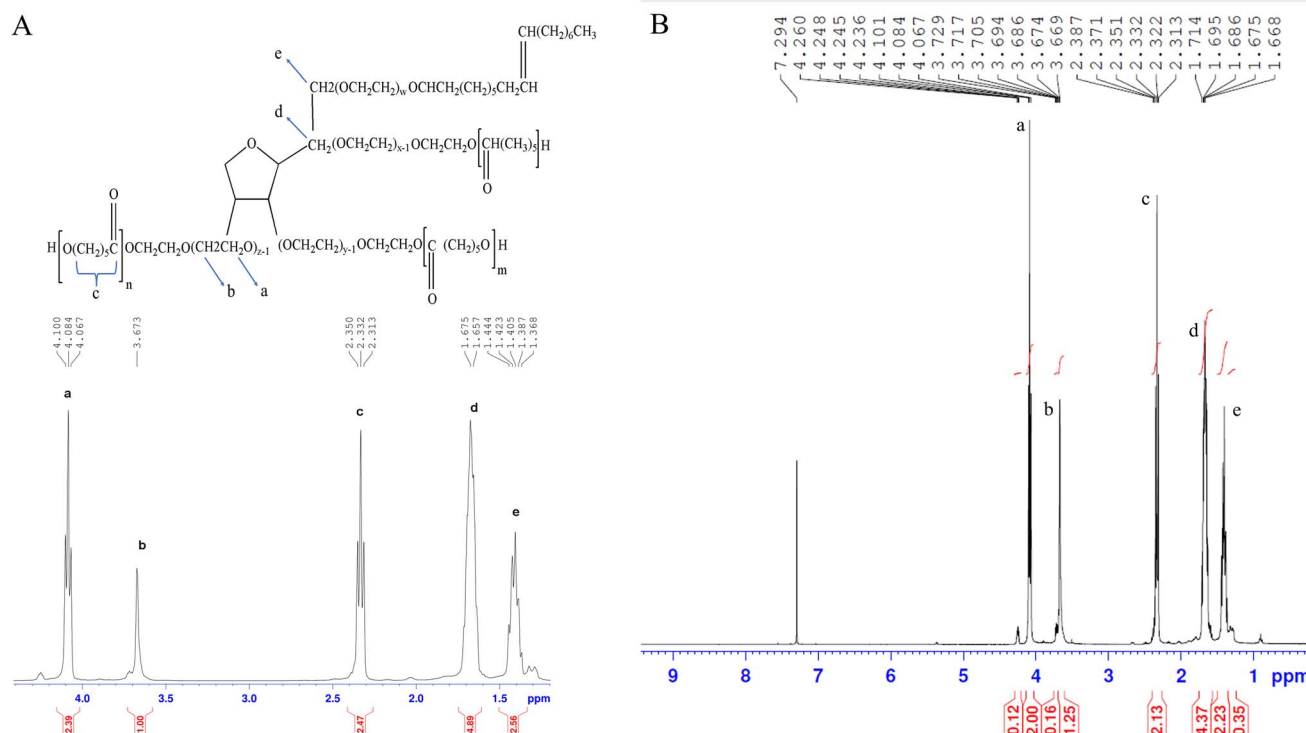 A
CH(CH2)6CH3
e
CH2(OCH2CH2)wOCHCH2(CH2)5CH2CH
d
O
CH2(OCH2CH2)x-1OCH2CH2O[CH(CH3)5]H
O
O
H[O(CH2)5C]nOCH2CH2O(CH2CH2O)z-1
(OCH2CH2)y-1OCH2CH2O[C (CH2)5O]mH
c
b
a
O
4.100
4.084
4.067
3.673
2.350
2.332
2.313
1.675
1.657
1.444
1.423
1.405
1.387
1.368
a
b
c
d
e
4.0 3.5 3.0 2.5 2.0 1.5 ppm
2.39
1.00
2.47
4.89
2.56
B
7.294
4.260
4.248
4.245
4.236
4.101
4.084
4.067
3.729
3.717
3.705
3.694
3.686
3.674
3.669
2.387
2.371
2.351
2.332
2.322
2.313
1.714
1.695
1.686
1.675
1.668
a
c
d
b
e
9 8 7 6 5 4 3 2 1 ppm
0.12
2.00
0.16
1.25
2.13
4.37
2.23
0.35